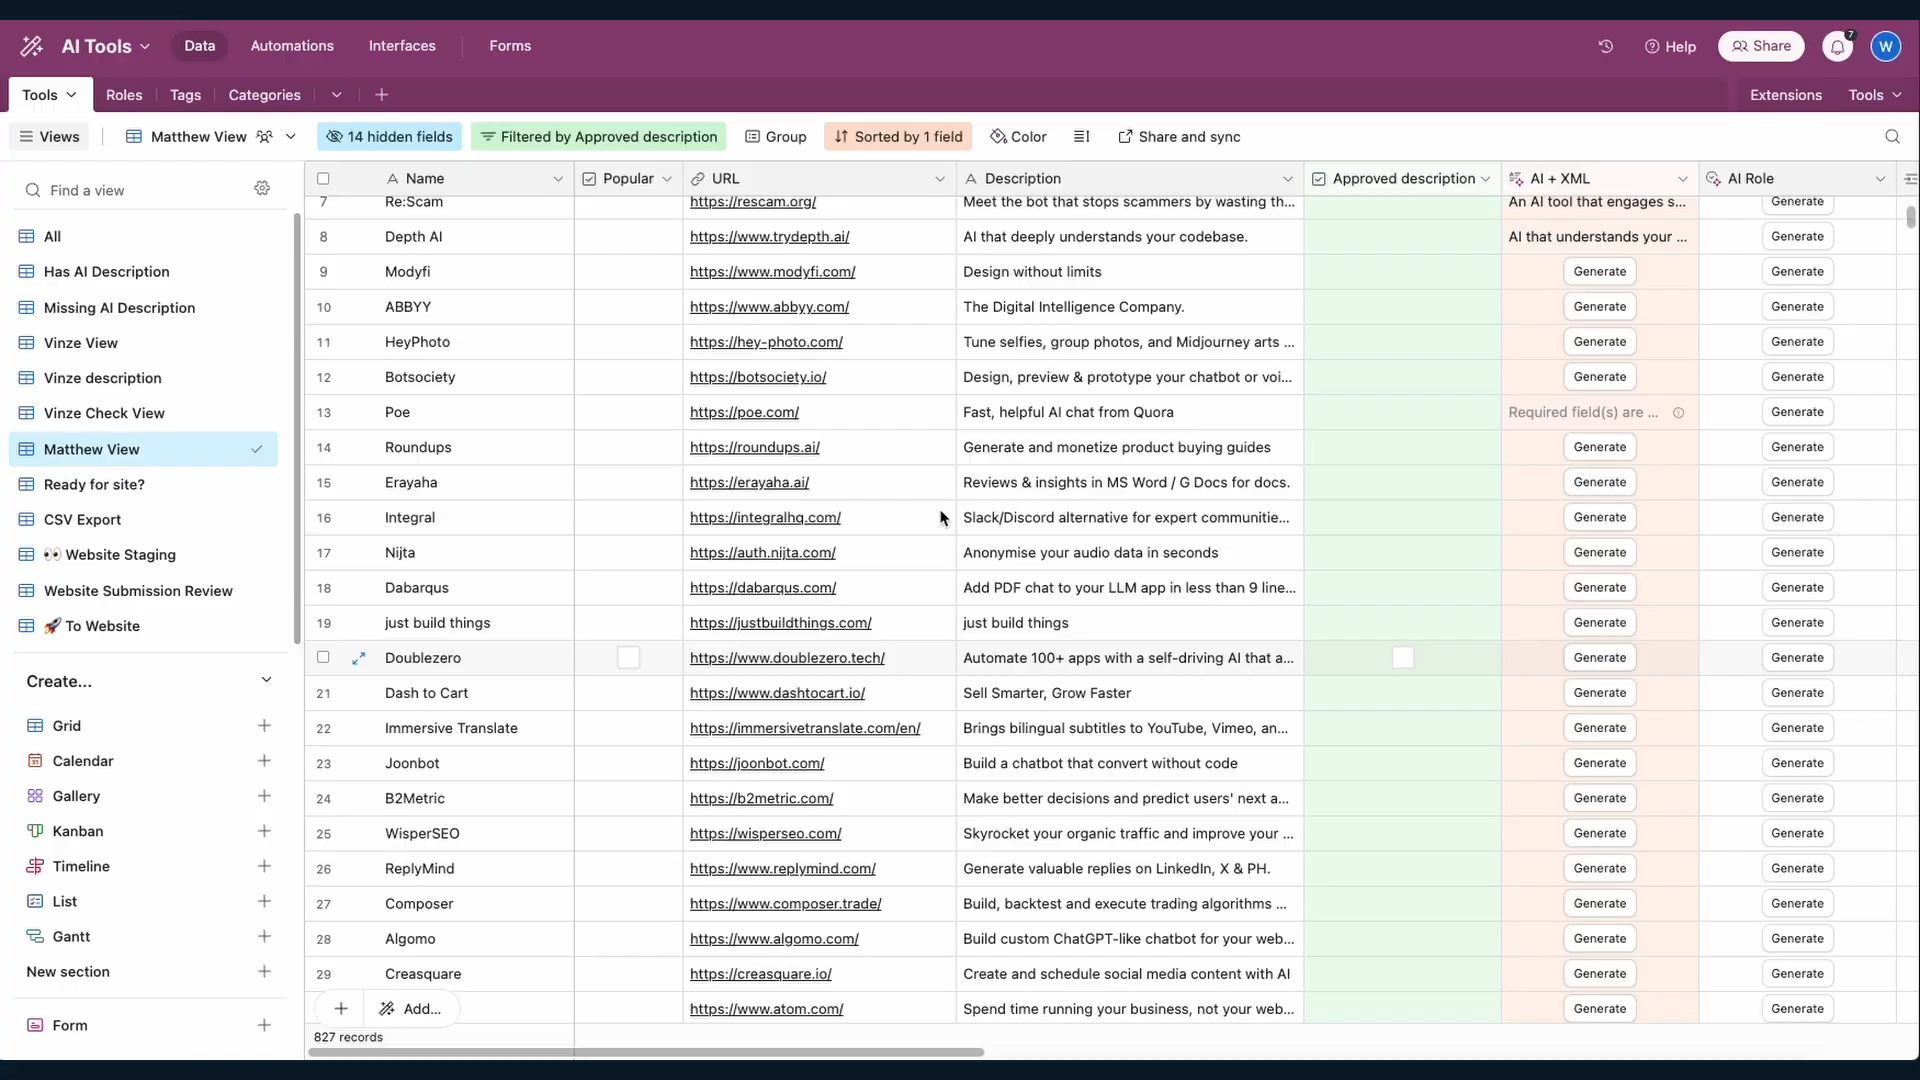 AI Tools Data Automations Interfaces Forms Help Share 7 W
Tools Roles Tags Categories Extensions Tools
Views Matthew View 14 hidden fields Filtered by Approved description Group Sorted by 1 field Color Share and sync
Find a view
All
Has AI Description
Missing AI Description
Vinze View
Vinze description
Vinze Check View
Matthew View
Ready for site?
CSV Export
👀 Website Staging
Website Submission Review
🚀 To Website
Create...
Grid
Calendar
Gallery
Kanban
Timeline
List
Gantt
New section
Form
Name Popular URL Description Approved description AI + XML AI Role
7 Re:Scam https://rescam.org/ Meet the bot that stops scammers by wasting th... An AI tool that engages s... Generate
8 Depth AI https://www.trydepth.ai/ AI that deeply understands your codebase. AI that understands your ... Generate
9 Modyfi https://www.modyfi.com/ Design without limits Generate Generate
10 ABBYY https://www.abbyy.com/ The Digital Intelligence Company. Generate Generate
11 HeyPhoto https://hey-photo.com/ Tune selfies, group photos, and Midjourney arts ... Generate Generate
12 Botsociety https://botsociety.io/ Design, preview & prototype your chatbot or voi... Generate Generate
13 Poe https://poe.com/ Fast, helpful AI chat from Quora Required field(s) are ... Generate
14 Roundups https://roundups.ai/ Generate and monetize product buying guides Generate Generate
15 Erayaha https://erayaha.ai/ Reviews & insights in MS Word / G Docs for docs. Generate Generate
16 Integral https://integralhq.com/ Slack/Discord alternative for expert communitie... Generate Generate
17 Nijta https://auth.nijta.com/ Anonymise your audio data in seconds Generate Generate
18 Dabarqus https://dabarqus.com/ Add PDF chat to your LLM app in less than 9 line... Generate Generate
19 just build things https://justbuildthings.com/ just build things Generate Generate
Doublezero https://www.doublezero.tech/ Automate 100+ apps with a self-driving AI that a... Generate Generate
21 Dash to Cart https://www.dashtocart.io/ Sell Smarter, Grow Faster Generate Generate
22 Immersive Translate https://immersivetranslate.com/en/ Brings bilingual subtitles to YouTube, Vimeo, an... Generate Generate
23 Joonbot https://joonbot.com/ Build a chatbot that convert without code Generate Generate
24 B2Metric https://b2metric.com/ Make better decisions and predict users' next a... Generate Generate
25 WisperSEO https://wisperseo.com/ Skyrocket your organic traffic and improve your ... Generate Generate
26 ReplyMind https://www.replymind.com/ Generate valuable replies on LinkedIn, X & PH. Generate Generate
27 Composer https://www.composer.trade/ Build, backtest and execute trading algorithms ... Generate Generate
28 Algomo https://www.algomo.com/ Build custom ChatGPT-like chatbot for your web... Generate Generate
29 Creasquare https://creasquare.io/ Create and schedule social media content with AI Generate Generate
Add... https://www.atom.com/ Spend time running your business, not your web... Generate Generate
827 records